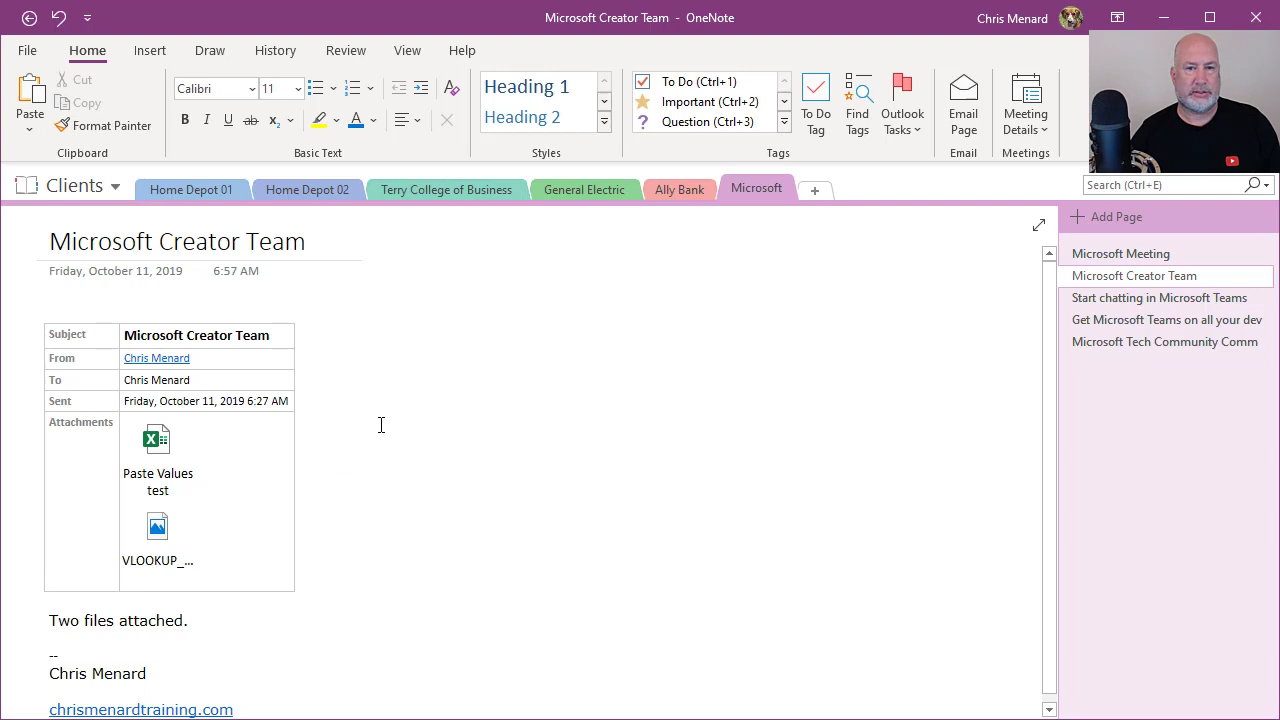 Microsoft Creator Team - OneNote
Chris Menard
File Home Insert Draw History Review View Help
Paste
Cut
Copy
Format Painter
Clipboard
Calibri 11
B I U ab x₂ A
Basic Text
Heading 1
Heading 2
Styles
To Do (Ctrl+1)
Important (Ctrl+2)
Question (Ctrl+3)
To Do Tag
Find Tags
Outlook Tasks
Tags
Email Page
Email
Meeting Details
Meetings
Clients
Home Depot 01
Home Depot 02
Terry College of Business
General Electric
Ally Bank
Microsoft
Search (Ctrl+E)
Microsoft Creator Team
Friday, October 11, 2019 6:57 AM
Subject Microsoft Creator Team
From Chris Menard
To Chris Menard
Sent Friday, October 11, 2019 6:27 AM
Attachments
Paste Values
test
VLOOKUP_...
Two files attached.
--
Chris Menard
chrismenardtraining.com
Add Page
Microsoft Meeting
Microsoft Creator Team
Start chatting in Microsoft Teams
Get Microsoft Teams on all your dev
Microsoft Tech Community Comm